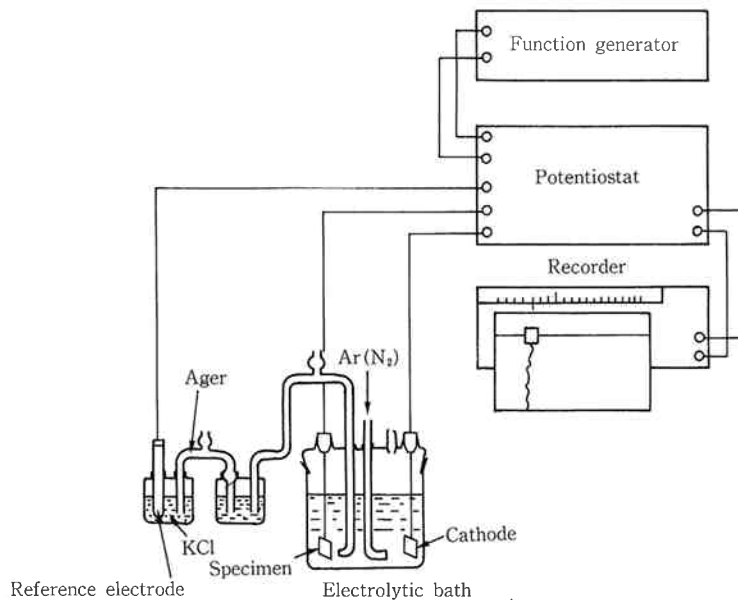 Function generator
Potentiostat
Recorder
Ar(N₂)
Ager
KCl
Specimen
Cathode
Reference electrode
Electrolytic bath